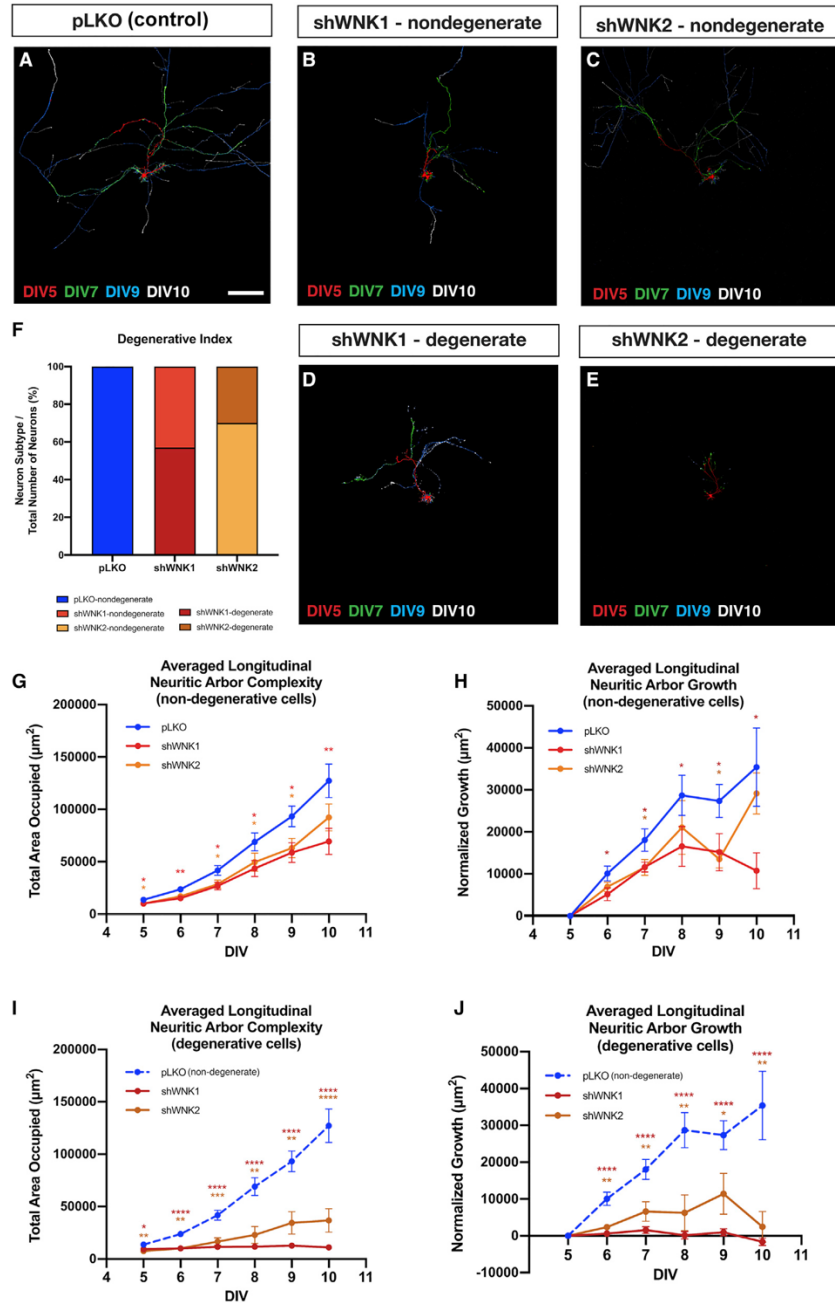 pLKO (control)
shWNK1 - nondegenerate
shWNK2 - nondegenerate
A
B
C
DIV5 DIV7 DIV9 DIV10
DIV5 DIV7 DIV9 DIV10
DIV5 DIV7 DIV9 DIV10
F
Degenerative Index
Neuron Subtype /
Total Number of Neurons (%)
100
80
60
40
20
0
pLKO
shWNK1
shWNK2
pLKO-nondegenerate
shWNK1-nondegenerate
shWNK1-degenerate
shWNK2-nondegenerate
shWNK2-degenerate
shWNK1 - degenerate
shWNK2 - degenerate
D
E
DIV5 DIV7 DIV9 DIV10
DIV5 DIV7 DIV9 DIV10
G
Averaged Longitudinal
Neuritic Arbor Complexity
(non-degenerative cells)
Total Area Occupied (µm²)
200000
150000
100000
50000
0
pLKO
shWNK1
shWNK2
*
*
**
*
*
*
*
*
*
**
4 5 6 7 8 9 10 11
DIV
H
Averaged Longitudinal
Neuritic Arbor Growth
(non-degenerative cells)
Normalized Growth (µm²)
50000
40000
30000
20000
10000
0
pLKO
shWNK1
shWNK2
*
*
*
*
*
*
*
4 5 6 7 8 9 10 11
DIV
I
Averaged Longitudinal
Neuritic Arbor Complexity
(degenerative cells)
Total Area Occupied (µm²)
200000
150000
100000
50000
0
pLKO (non-degenerate)
shWNK1
shWNK2
*
**
****
**
****
***
****
**
****
**
****
****
4 5 6 7 8 9 10 11
DIV
J
Averaged Longitudinal
Neuritic Arbor Growth
(degenerative cells)
Normalized Growth (µm²)
50000
40000
30000
20000
10000
0
-10000
pLKO (non-degenerate)
shWNK1
shWNK2
****
**
****
**
****
**
****
*
****
**
5 6 7 8 9 10 11
DIV